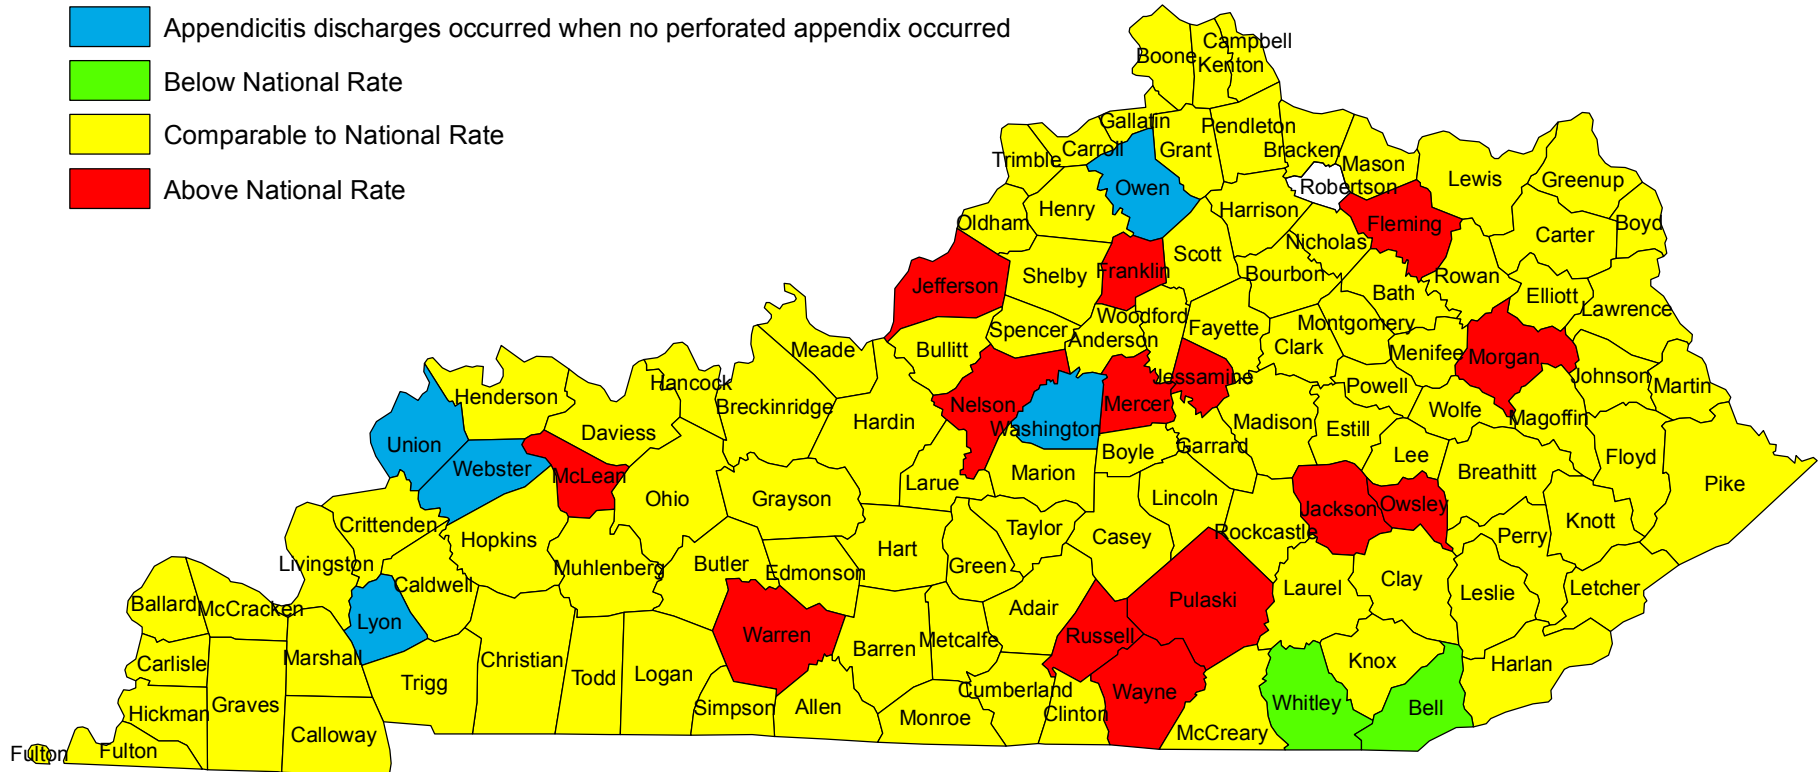 Appendicitis discharges occurred when no perforated appendix occurred
Below National Rate
Comparable to National Rate
Above National Rate
Boone
Campbell
Kenton
Gallatin
Pendleton
Carroll
Grant
Bracken
Trimble
Mason
Owen
Robertson
Lewis
Greenup
Henry
Harrison
Oldham
Fleming
Boyd
Nicholas
Carter
Scott
Franklin
Shelby
Bourbon
Rowan
Jefferson
Bath
Elliott
Lawrence
Woodford
Spencer
Fayette
Montgomery
Anderson
Clark
Meade
Bullitt
Menifee
Morgan
Hancock
Jessamine
Johnson
Martin
Henderson
Breckinridge
Powell
Nelson
Mercer
Wolfe
Magoffin
Hardin
Madison
Daviess
Washington
Estill
Union
Garrard
Boyle
Lee
Floyd
Webster
McLean
Marion
Breathitt
Larue
Pike
Ohio
Grayson
Lincoln
Jackson
Owsley
Crittenden
Taylor
Rockcastle
Knott
Hopkins
Casey
Perry
Hart
Livingston
Muhlenberg
Butler
Edmonson
Green
Caldwell
Laurel
Clay
Leslie
Letcher
Ballard
McCracken
Adair
Pulaski
Lyon
Warren
Russell
Metcalfe
Barren
Marshall
Carlisle
Christian
Knox
Harlan
Trigg
Todd
Logan
Cumberland
Wayne
Graves
Whitley
Simpson
Allen
Bell
Hickman
Monroe
Clinton
Calloway
McCreary
Fulton
Fulton